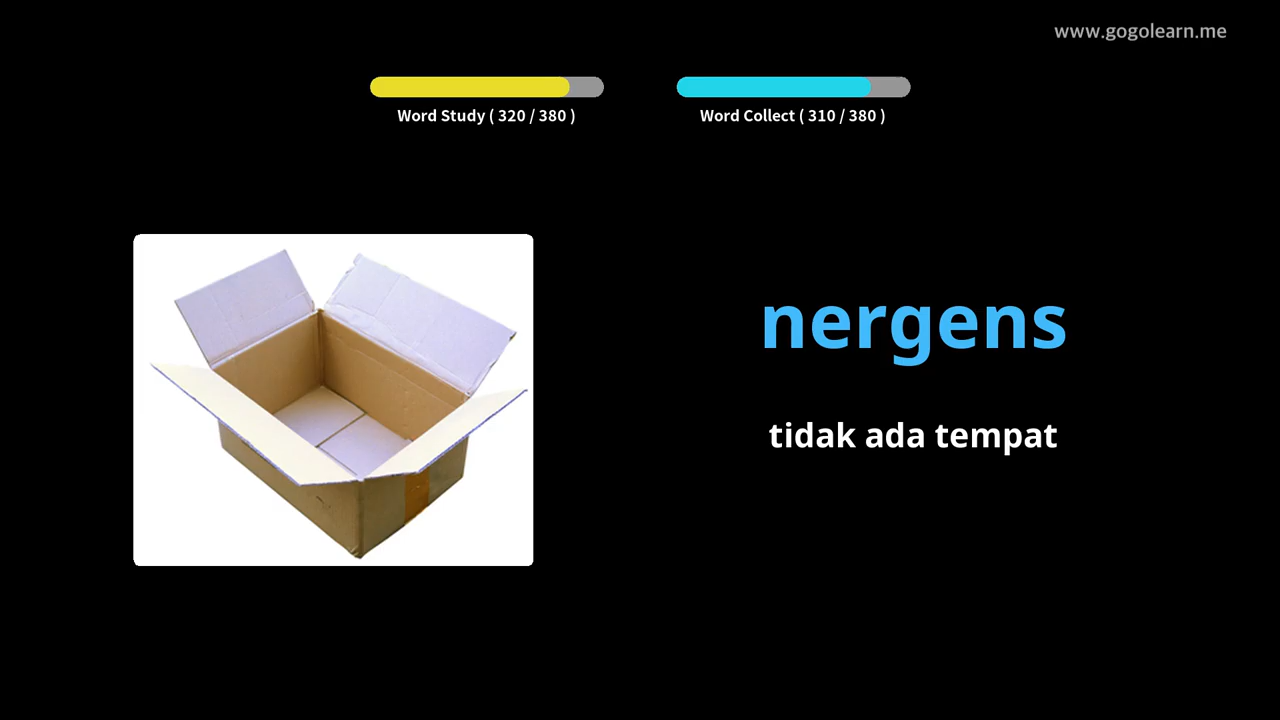 www.gogolearn.me
Word Study ( 320 / 380 )
Word Collect ( 310 / 380 )
nergens
tidak ada tempat